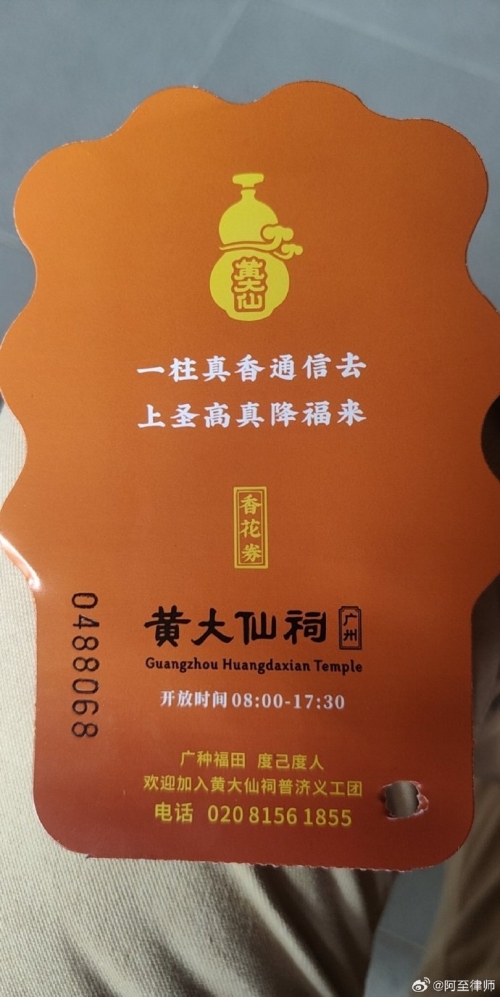 黄大仙
一柱真香通信去
上圣高真降福来
香花券
黄大仙祠 广州
Guangzhou Huangdaxian Temple
开放时间 08:00-17:30
0488068
广种福田 度己度人
欢迎加入黄大仙祠普济义工团
电话 020 8156 1855
@阿至律师